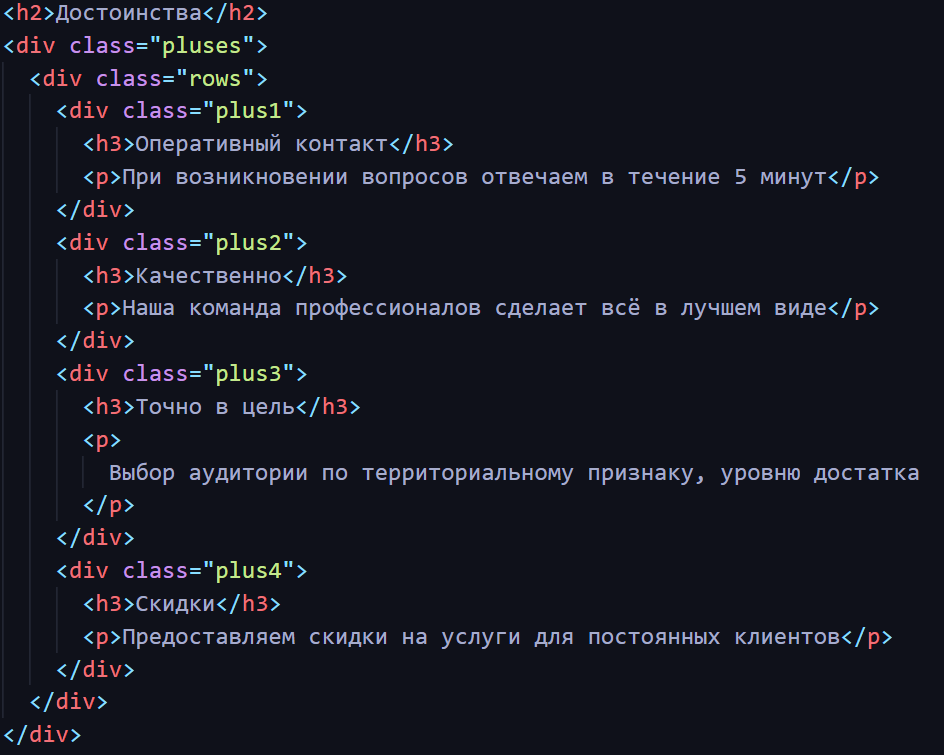 <h2>Достоинства</h2>
<div class="pluses">
<div class="rows">
<div class="plus1">
<h3>Оперативный контакт</h3>
<p>При возникновении вопросов отвечаем в течение 5 минут</p>
</div>
<div class="plus2">
<h3>Качественно</h3>
<p>Наша команда профессионалов сделает всё в лучшем виде</p>
</div>
<div class="plus3">
<h3>Точно в цель</h3>
<p>
Выбор аудитории по территориальному признаку, уровню достатка
</p>
</div>
<div class="plus4">
<h3>Скидки</h3>
<p>Предоставляем скидки на услуги для постоянных клиентов</p>
</div>
</div>
</div>